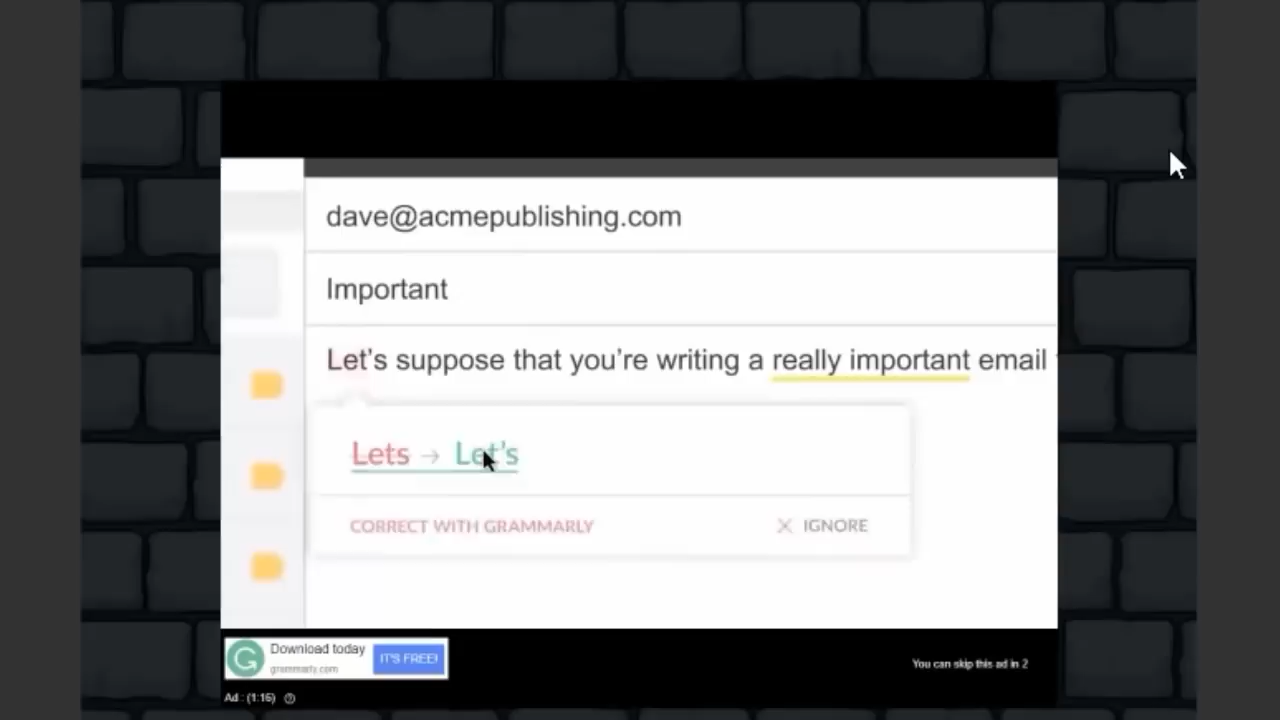 dave@acmepublishing.com
Important
Let's suppose that you're writing a really important email
Lets → Let's
CORRECT WITH GRAMMARLY
IGNORE
Download today
grammarly.com
IT'S FREE!
You can skip this ad in 2
Ad : (1:16)